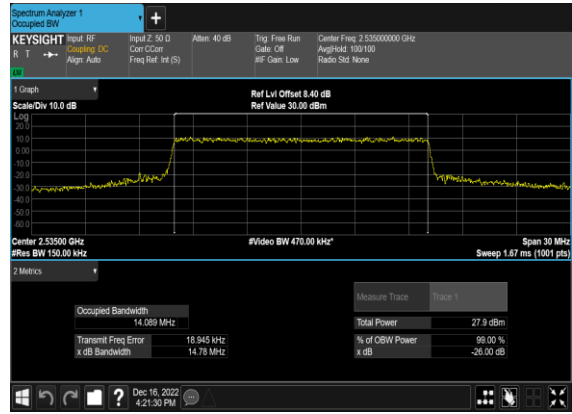 Spectrum Analyzer 1
Occupied BW
+
KEYSIGHT Input: RF Input Z: 50 Ω Atten: 40 dB Trig: Free Run Center Freq: 2.535000000 GHz
R T Coupling: DC Corr CCorr Gate: Off Avg|Hold: 100/100
Align: Auto Freq Ref: Int (S) #IF Gain: Low Radio Std: None
1 Graph
Ref Lvl Offset 8.40 dB
Scale/Div 10.0 dB Ref Value 30.00 dBm
Log
20.0
10.0
0.00
-10.0
-20.0
-30.0
-40.0
-50.0
-60.0
Center 2.53500 GHz #Video BW 470.00 kHz* Span 30 MHz
#Res BW 150.00 kHz Sweep 1.67 ms (1001 pts)
2 Metrics
Measure Trace Trace 1
Occupied Bandwidth
14.089 MHz Total Power 27.9 dBm
Transmit Freq Error 18.945 kHz % of OBW Power 99.00 %
x dB Bandwidth 14.78 MHz x dB -26.00 dB
? Dec 16, 2022
4:21:30 PM